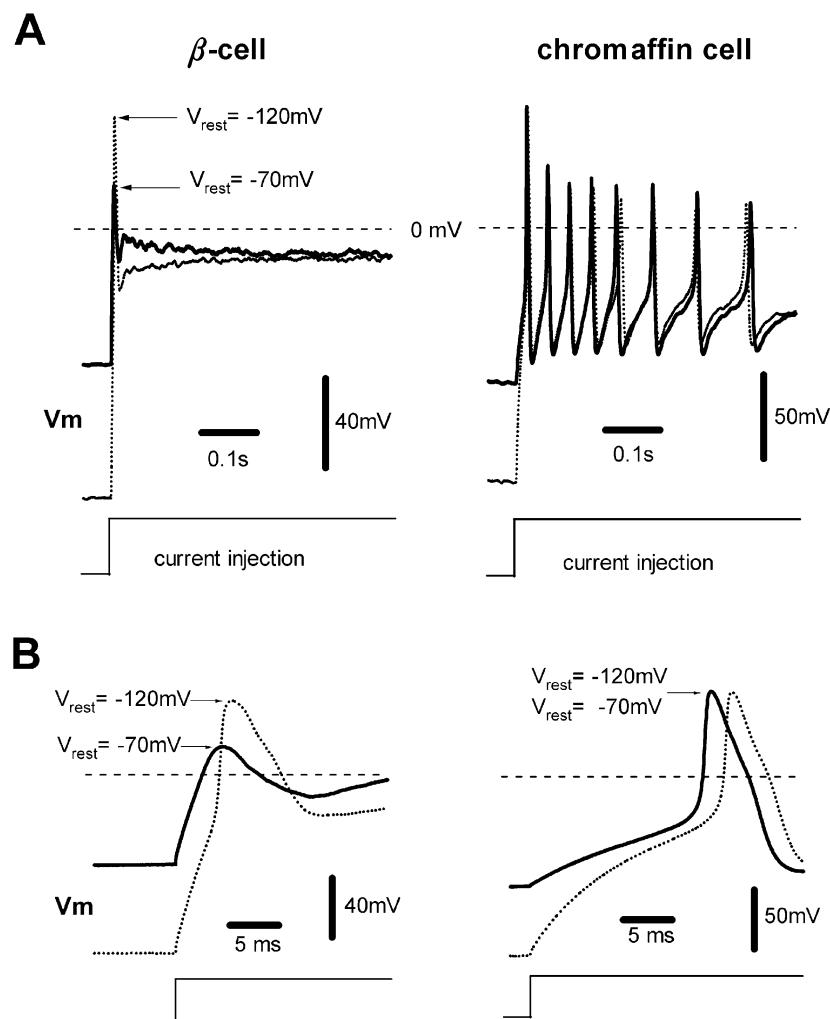 A
β-cell
chromaffin cell
Vrest= -120mV
Vrest= -70mV
0 mV
Vm
40mV
0.1s
50mV
0.1s
current injection
current injection
B
Vrest= -120mV
Vrest= -70mV
Vrest= -120mV
Vrest= -70mV
Vm
40mV
5 ms
50mV
5 ms